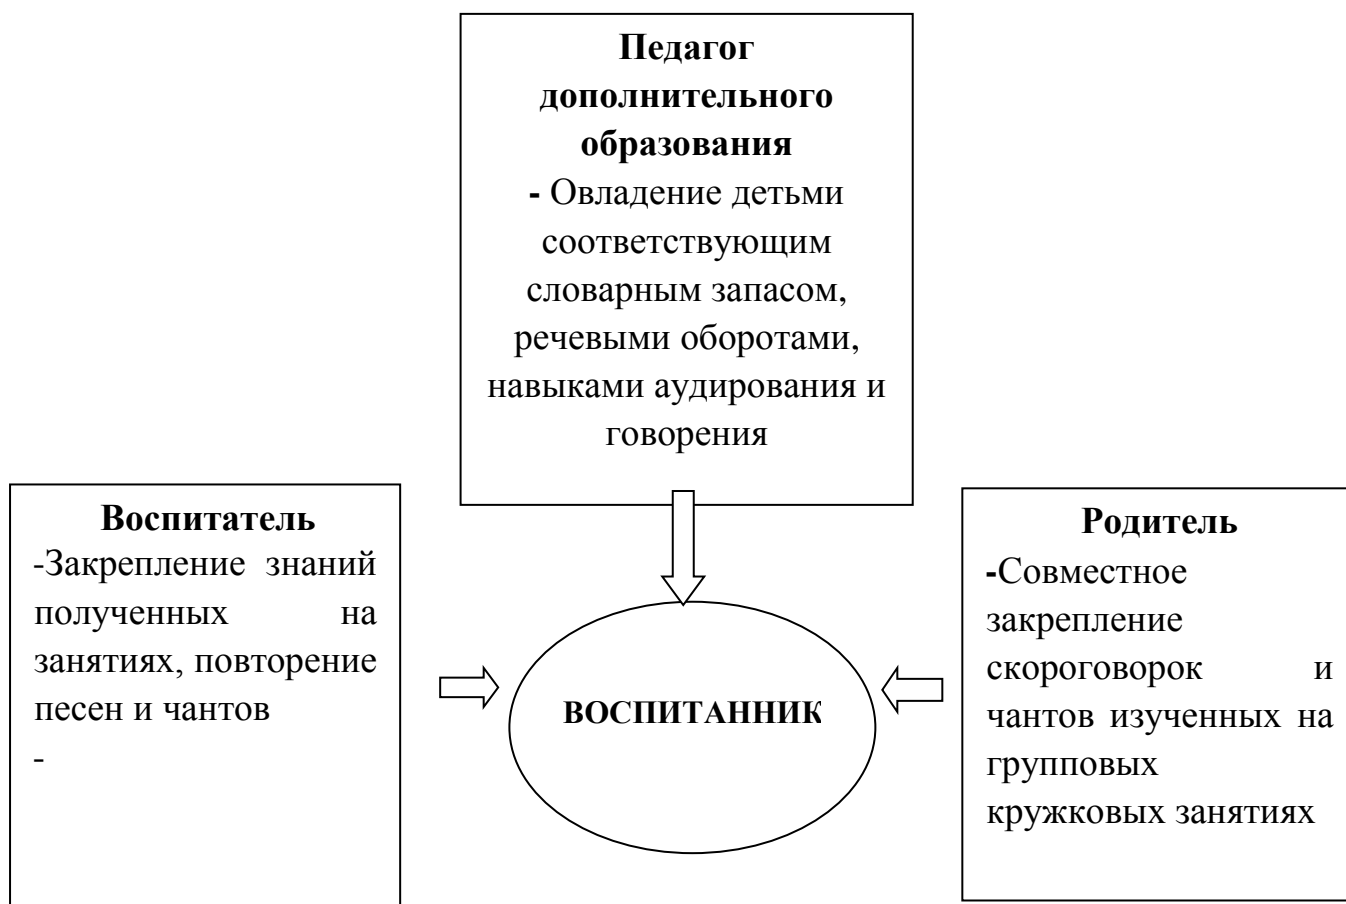 Педагог
дополнительного
образования
- Овладение детьми
соответствующим
словарным запасом,
речевыми оборотами,
навыками аудирования и
говорения
Воспитатель
-Закрепление знаний
полученных на
занятиях, повторение
песен и чантов
-
ВОСПИТАННИК
Родитель
-Совместное
закрепление
скороговорок и
чантов изученных на
групповых
кружковых занятиях